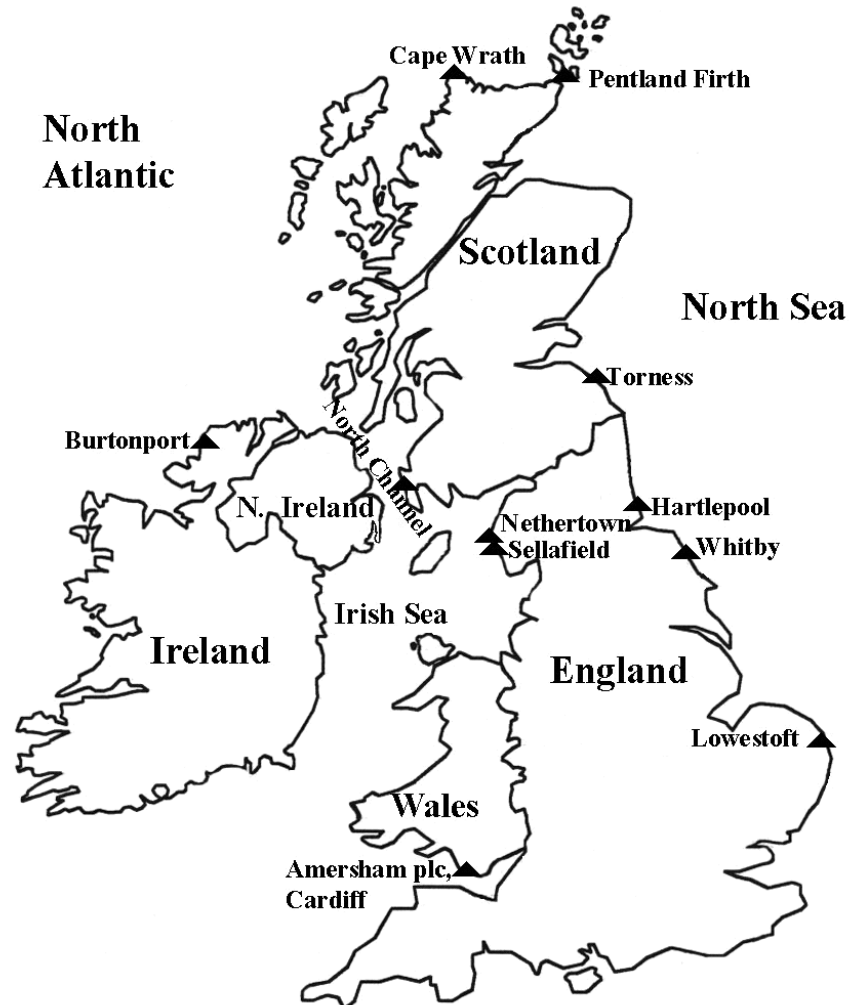 Cape Wrath
Pentland Firth
North
Atlantic
Scotland
North Sea
Torness
North Channel
Burtonport
N. Ireland
Hartlepool
Nethertown
Sellafield
Whitby
Irish Sea
Ireland
England
Lowestoft
Wales
Amersham plc,
Cardiff